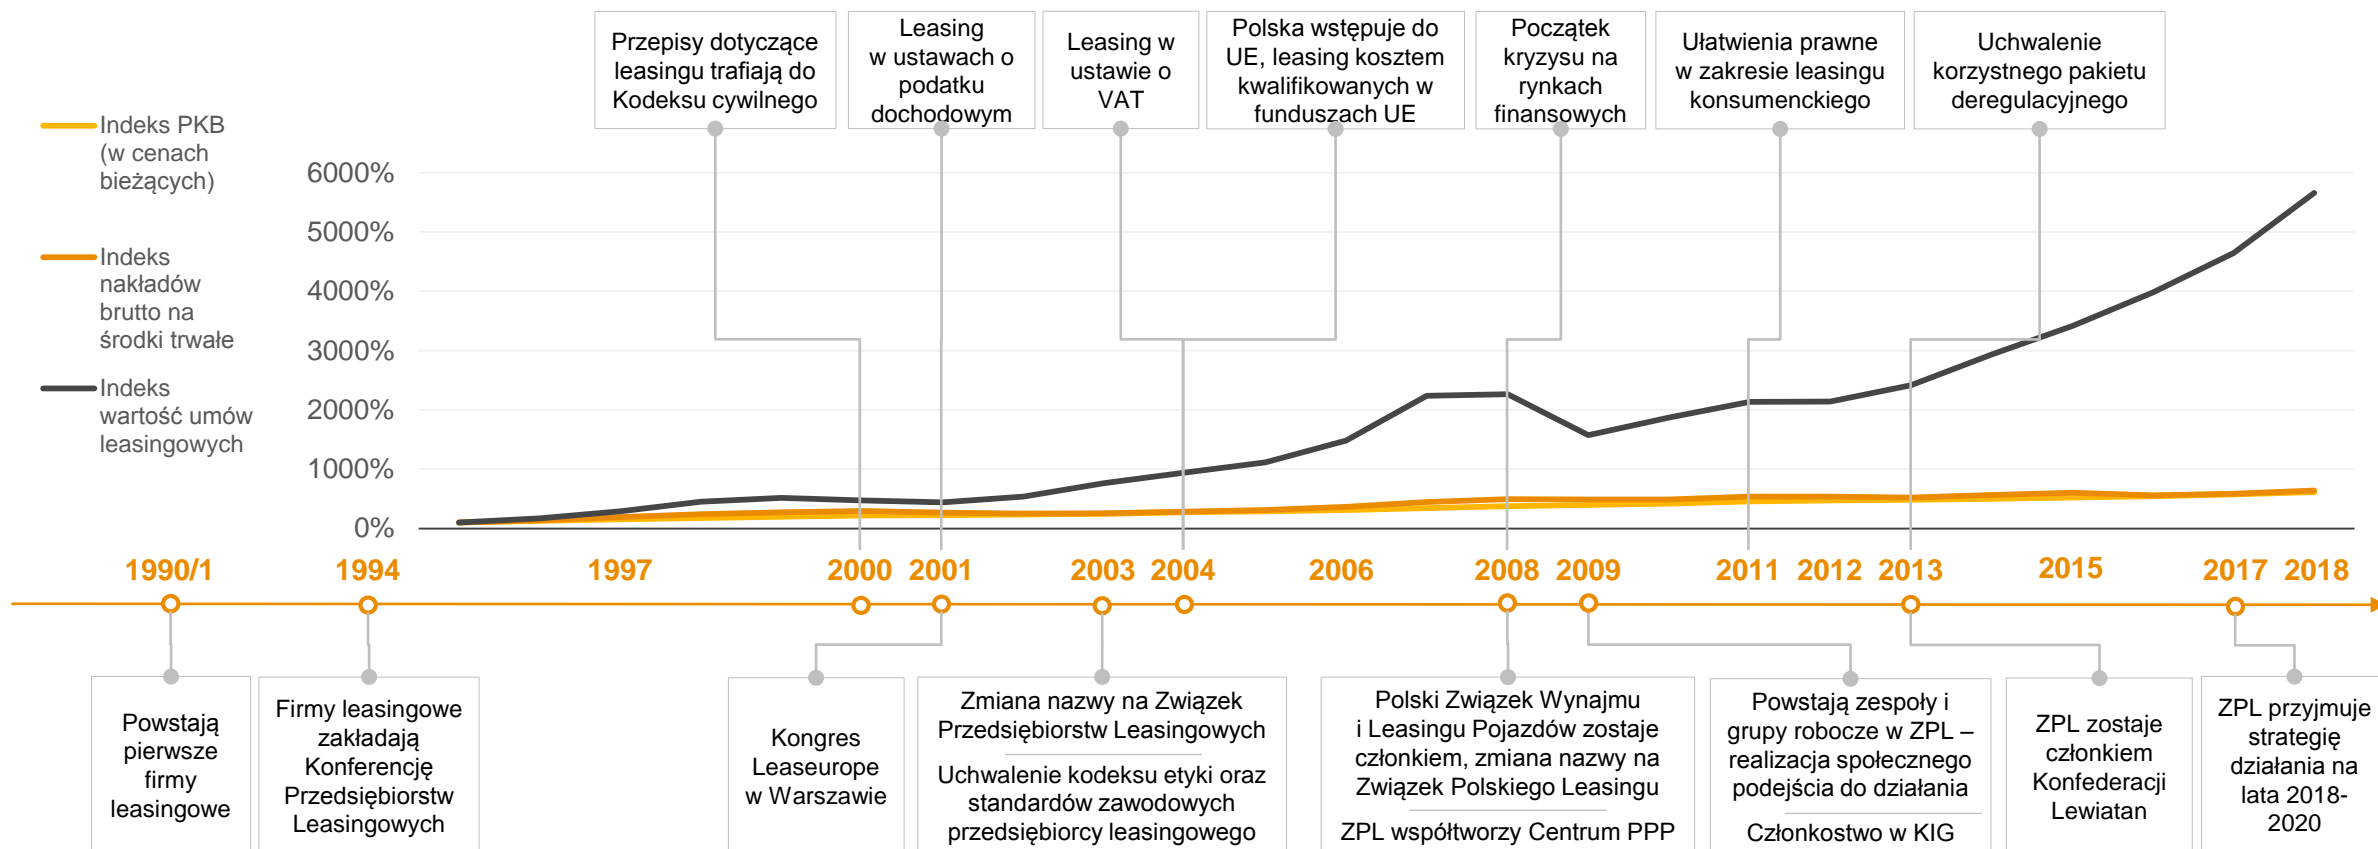 Przepisy dotyczące
leasingu trafiają do
Kodeksu cywilnego
Leasing
w ustawach o
podatku
dochodowym
Leasing w
ustawie o
VAT
Polska wstępuje do
UE, leasing kosztem
kwalifikowanych w
funduszach UE
Początek
kryzysu na
rynkach
finansowych
Ułatwienia prawne
w zakresie leasingu
konsumenckiego
Uchwalenie
korzystnego pakietu
deregulacyjnego
Indeks PKB
(w cenach
bieżących)
Indeks
nakładów
brutto na
środki trwałe
Indeks
wartość umów
leasingowych
6000%
5000%
4000%
3000%
2000%
1000%
0%
1990/1 1994 1997 2000 2001 2003 2004 2006 2008 2009 2011 2012 2013 2015 2017 2018
Powstają
pierwsze
firmy
leasingowe
Firmy leasingowe
zakładają
Konferencję
Przedsiębiorstw
Leasingowych
Kongres
Leaseurope
w Warszawie
Zmiana nazwy na Związek
Przedsiębiorstw Leasingowych
Uchwalenie kodeksu etyki oraz
standardów zawodowych
przedsiębiorcy leasingowego
Polski Związek Wynajmu
i Leasingu Pojazdów zostaje
członkiem, zmiana nazwy na
Związek Polskiego Leasingu
ZPL współtworzy Centrum PPP
Powstają zespoły i
grupy robocze w ZPL –
realizacja społecznego
podejścia do działania
Członkostwo w KIG
ZPL zostaje
członkiem
Konfederacji
Lewiatan
ZPL przyjmuje
strategię
działania na
lata 2018-
2020